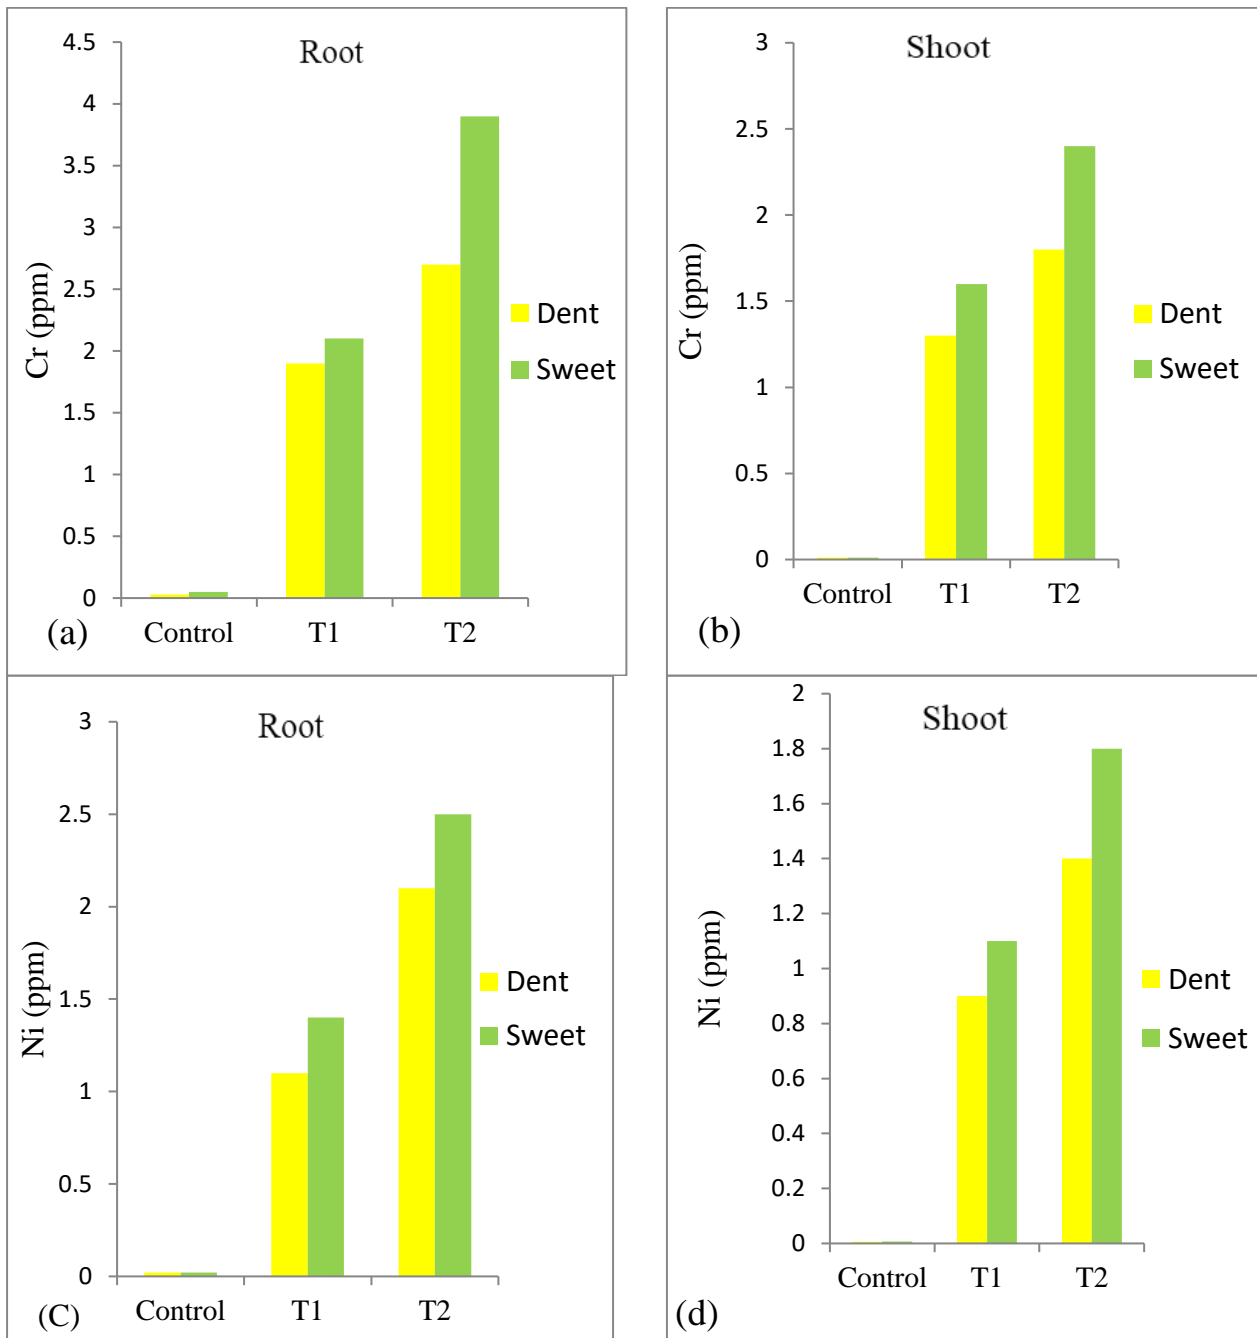 Root
4.5
4
3.5
3
2.5
2
1.5
1
0.5
0
Cr (ppm)
Control T1 T2
Dent
Sweet
(a)
Shoot
3
2.5
2
1.5
1
0.5
0
Cr (ppm)
Control T1 T2
Dent
Sweet
(b)
Root
3
2.5
2
1.5
1
0.5
0
Ni (ppm)
Control T1 T2
Dent
Sweet
(C)
Shoot
2
1.8
1.6
1.4
1.2
1
0.8
0.6
0.4
0.2
0
Ni (ppm)
Control T1 T2
Dent
Sweet
(d)